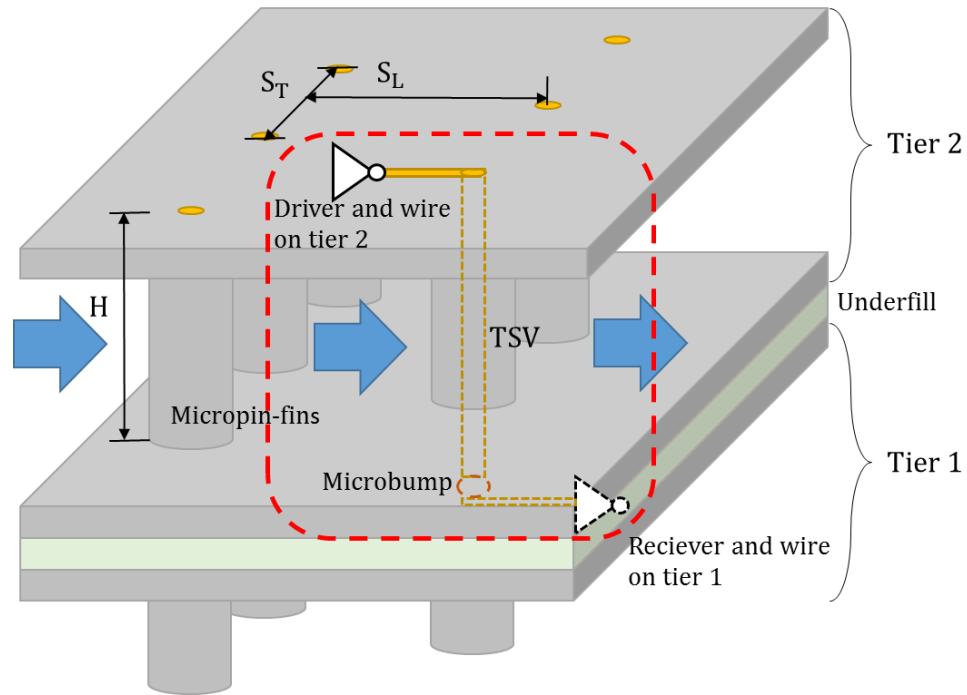 S_T
S_L
Tier 2
Driver and wire
on tier 2
H
Underfill
TSV
Micropin-fins
Tier 1
Microbump
Reciever and wire
on tier 1